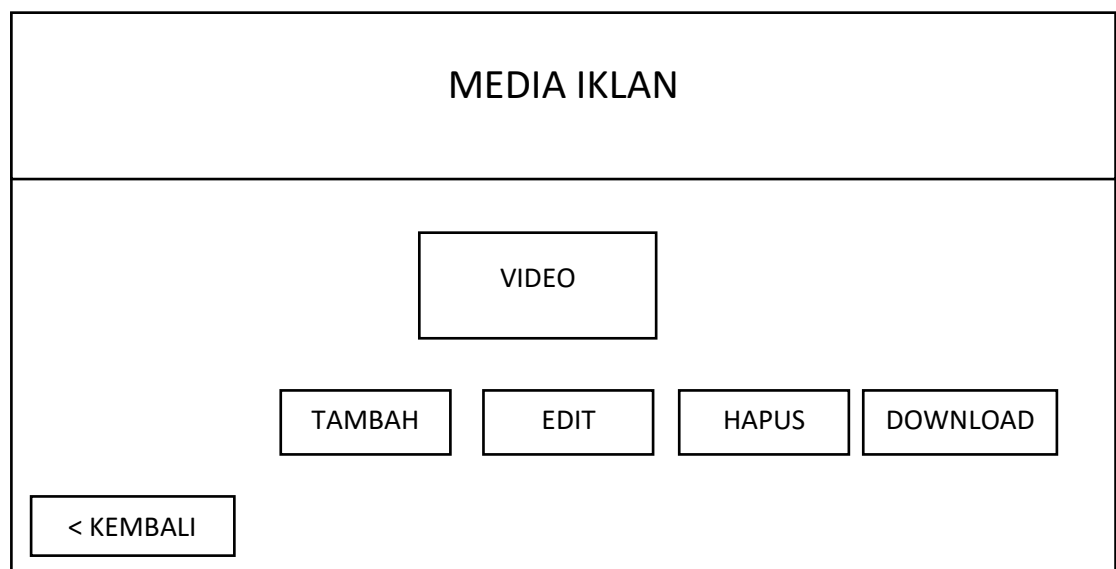 MEDIA IKLAN
VIDEO
TAMBAH
EDIT
HAPUS
DOWNLOAD
< KEMBALI